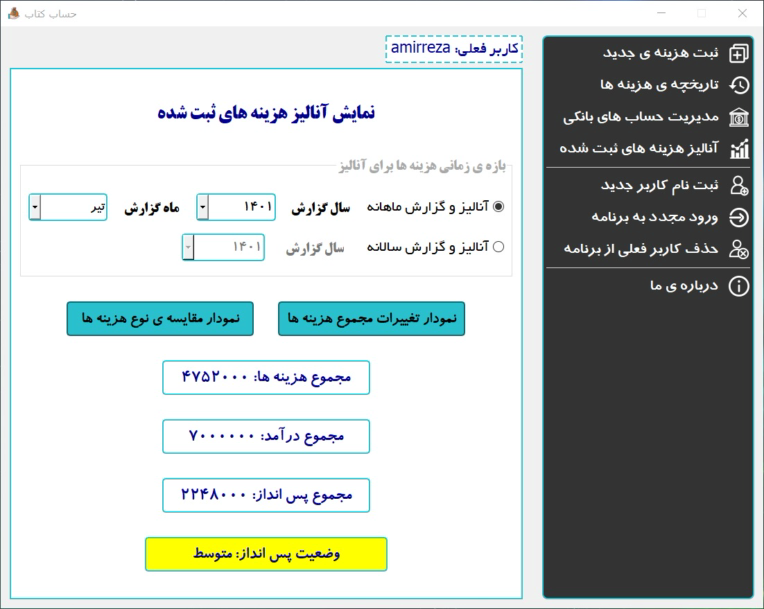 حساب کتاب
ثبت هزینه ی جدید
تاریخچه ی هزینه ها
مدیریت حساب های بانکی
آنالیز هزینه های ثبت شده
ثبت نام کاربر جدید
ورود مجدد به برنامه
حذف کاربر فعلی از برنامه
درباره ی ما
کاربر فعلی: amirreza
نمایش آنالیز هزینه های ثبت شده
بازه ی زمانی هزینه ها برای آنالیز
آنالیز و گزارش ماهانه سال گزارش ۱۴۰۱ ماه گزارش تیر
آنالیز و گزارش سالانه سال گزارش ۱۴۰۱
نمودار تغییرات مجموع هزینه ها نمودار مقایسه ی نوع هزینه ها
مجموع هزینه ها: ۴۷۵۲۰۰۰
مجموع درآمد: ۷۰۰۰۰۰۰
مجموع پس انداز: ۲۲۴۸۰۰۰
وضعیت پس انداز: متوسط